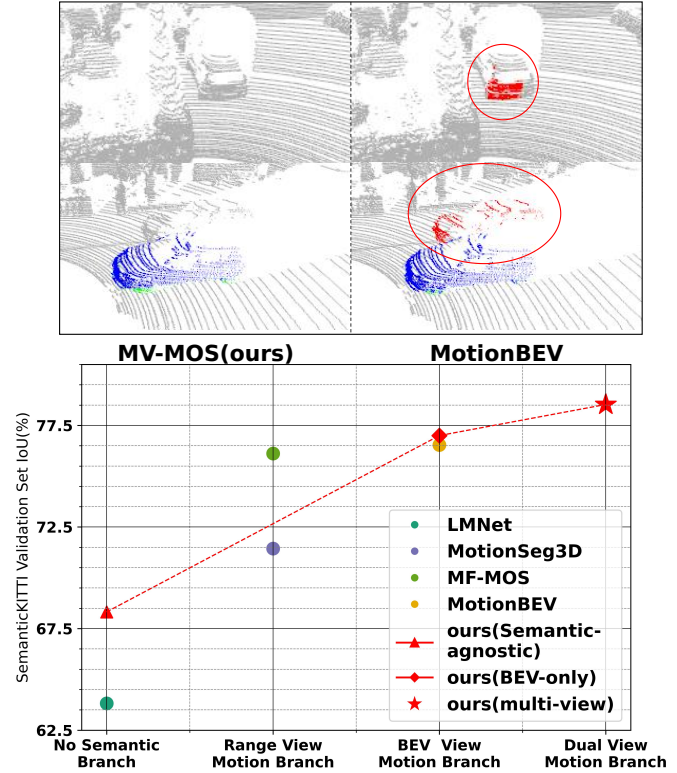 MV-MOS(ours)
MotionBEV
SemanticKITTI Validation Set IoU(%)
77.5
72.5
67.5
62.5
LMNet
MotionSeg3D
MF-MOS
MotionBEV
ours(Semantic-
agnostic)
ours(BEV-only)
ours(multi-view)
No Semantic
Branch
Range View
Motion Branch
BEV View
Motion Branch
Dual View
Motion Branch